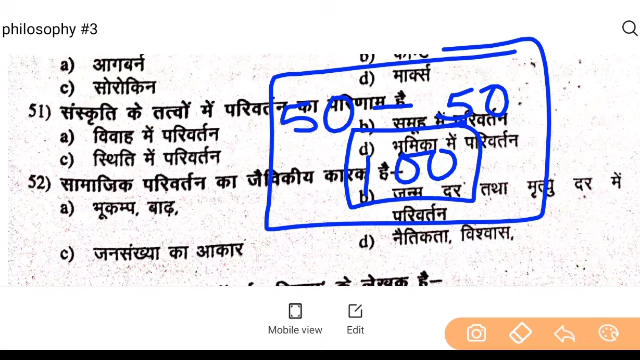 philosophy #3
a) आगबर्न b) कॉम्ट
c) सोरोकिन d) मार्क्स
51) संस्कृति के तत्वों में परिवर्तन का परिणाम है
50 - 50
a) विवाह में परिवर्तन b) समूह में परिवर्तन
c) स्थिति में परिवर्तन d) भूमिका में परिवर्तन
100
52) सामाजिक परिवर्तन का जैविकीय कारक है–
a) भूकम्प, बाढ़, b) जन्म दर तथा मृत्यु दर में
परिवर्तन
c) जनसंख्या का आकार d) नैतिकता, विश्वास,
के लेखक है–
Mobile view Edit